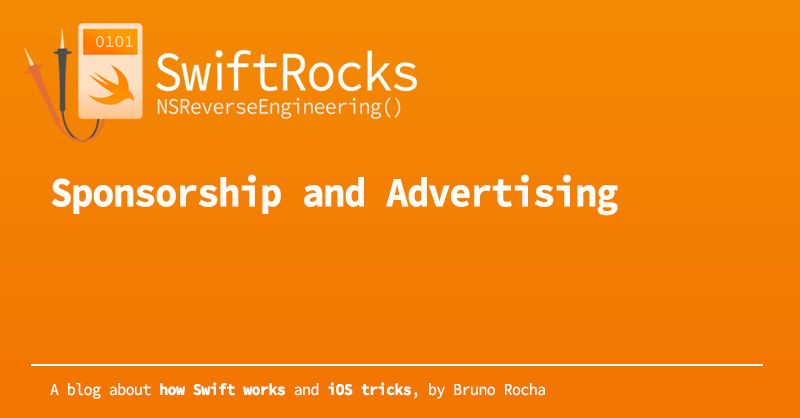 0101
SwiftRocks
NSReverseEngineering()
Sponsorship and Advertising
A blog about how Swift works and iOS tricks, by Bruno Rocha